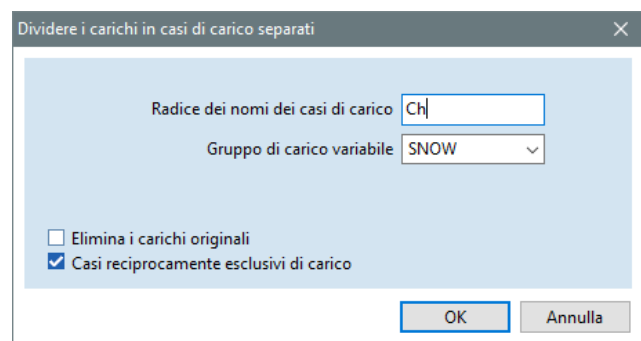 Dividere i carichi in casi di carico separati
Radice dei nomi dei casi di carico Ch
Gruppo di carico variabile SNOW
Elimina i carichi originali
Casi reciprocamente esclusivi di carico
OK Annulla